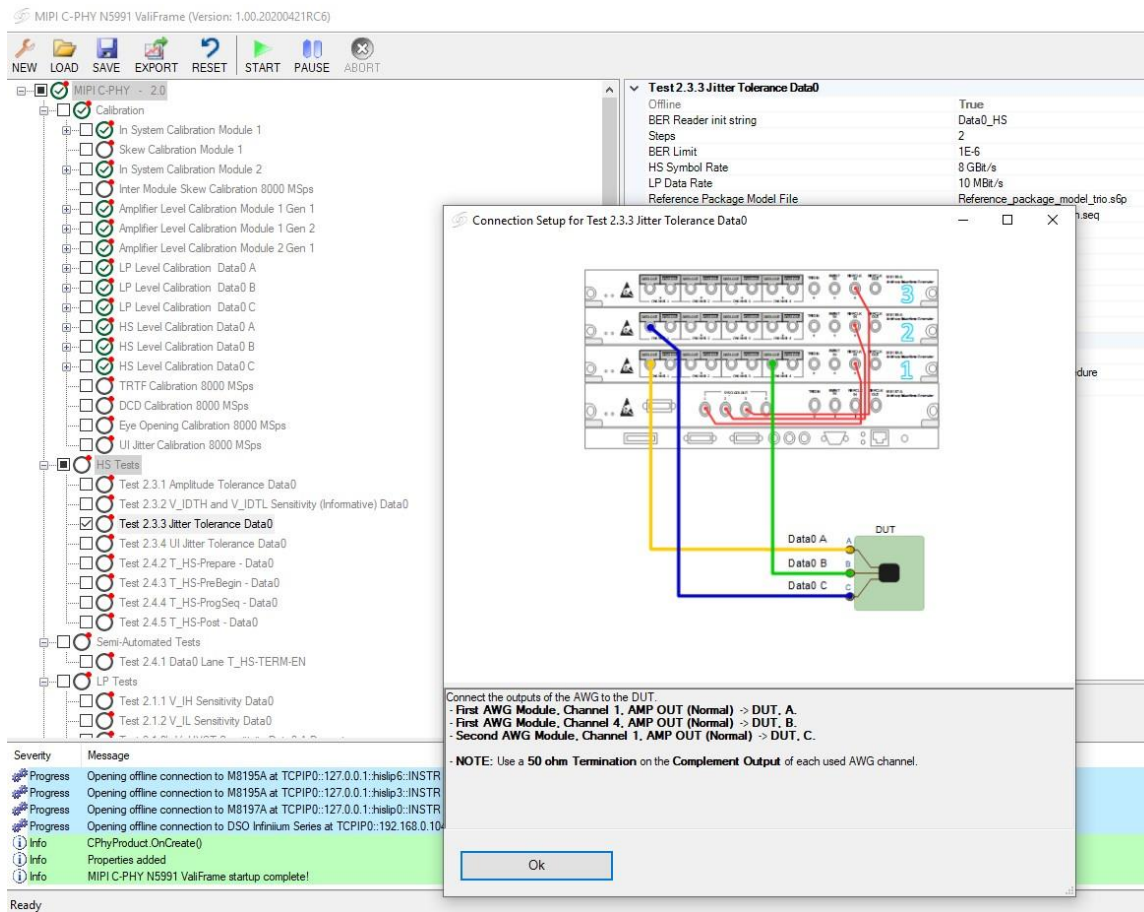 MIPI C-PHY N5991 ValiFrame (Version: 1.00.20200421RC6)
NEW LOAD SAVE EXPORT RESET START PAUSE ABORT
MIPI C-PHY - 2.0
Calibration
In System Calibration Module 1
Skew Calibration Module 1
In System Calibration Module 2
Inter Module Skew Calibration 8000 MSps
Amplifier Level Calibration Module 1 Gen 1
Amplifier Level Calibration Module 1 Gen 2
Amplifier Level Calibration Module 2 Gen 1
LP Level Calibration Data0 A
LP Level Calibration Data0 B
LP Level Calibration Data0 C
HS Level Calibration Data0 A
HS Level Calibration Data0 B
HS Level Calibration Data0 C
TRTF Calibration 8000 MSps
DCD Calibration 8000 MSps
Eye Opening Calibration 8000 MSps
UI Jitter Calibration 8000 MSps
HS Tests
Test 2.3.1 Amplitude Tolerance Data0
Test 2.3.2 V_IDTH and V_IDTL Sensitivity (Informative) Data0
Test 2.3.3 Jitter Tolerance Data0
Test 2.3.4 UI Jitter Tolerance Data0
Test 2.4.2 T_HS-Prepare - Data0
Test 2.4.3 T_HS-PreBegin - Data0
Test 2.4.4 T_HS-ProgSeq - Data0
Test 2.4.5 T_HS-Post - Data0
Semi-Automated Tests
Test 2.4.1 Data0 Lane T_HS-TERM-EN
LP Tests
Test 2.1.1 V_IH Sensitivity Data0
Test 2.1.2 V_IL Sensitivity Data0
Test 2.3.3 Jitter Tolerance Data0
Offline True
BER Reader init string Data0_HS
Steps 2
BER Limit 1E-6
HS Symbol Rate 8 GBit/s
LP Data Rate 10 MBit/s
Reference Package Model File Reference_package_model_trio.s6p
n.seq
dure
Connection Setup for Test 2.3.3 Jitter Tolerance Data0
3
2
1
DUT
Data0 A A
Data0 B B
Data0 C C
Connect the outputs of the AWG to the DUT.
- First AWG Module, Channel 1, AMP OUT (Normal) -> DUT, A.
- First AWG Module, Channel 4, AMP OUT (Normal) -> DUT, B.
- Second AWG Module, Channel 1, AMP OUT (Normal) -> DUT, C.
- NOTE: Use a 50 ohm Termination on the Complement Output of each used AWG channel.
Ok
Severity Message
Progress Opening offline connection to M8195A at TCPIP0::127.0.0.1::hislip6::INSTR
Progress Opening offline connection to M8195A at TCPIP0::127.0.0.1::hislip3::INSTR
Progress Opening offline connection to M8197A at TCPIP0::127.0.0.1::hislip0::INSTR
Progress Opening offline connection to DSO Infiniium Series at TCPIP0::192.168.0.104
Info CPhyProduct.OnCreate()
Info Properties added
Info MIPI C-PHY N5991 ValiFrame startup complete!
Ready